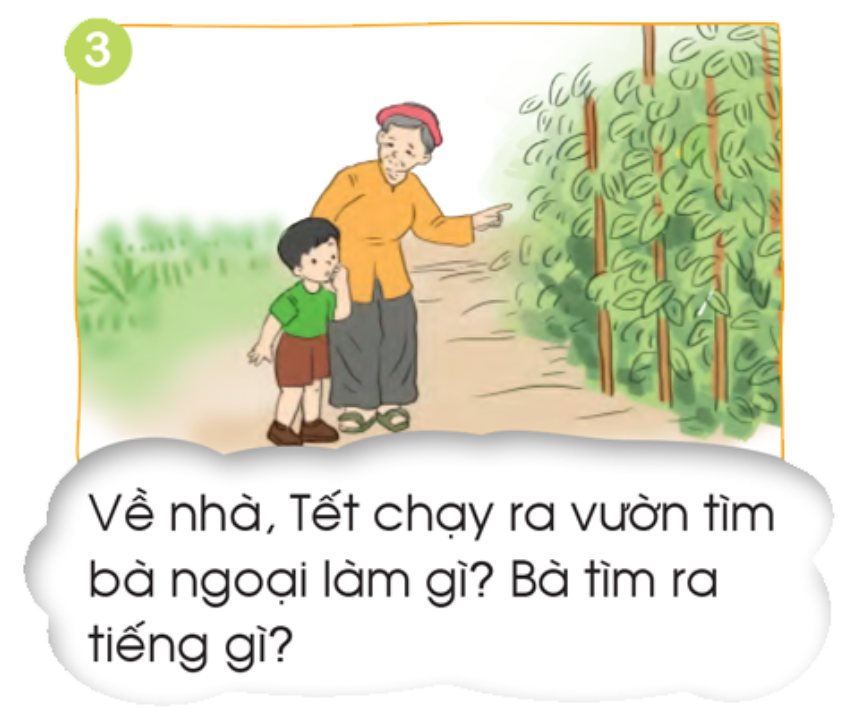 3
Về nhà, Tết chạy ra vườn tìm
bà ngoại làm gì? Bà tìm ra
tiếng gì?